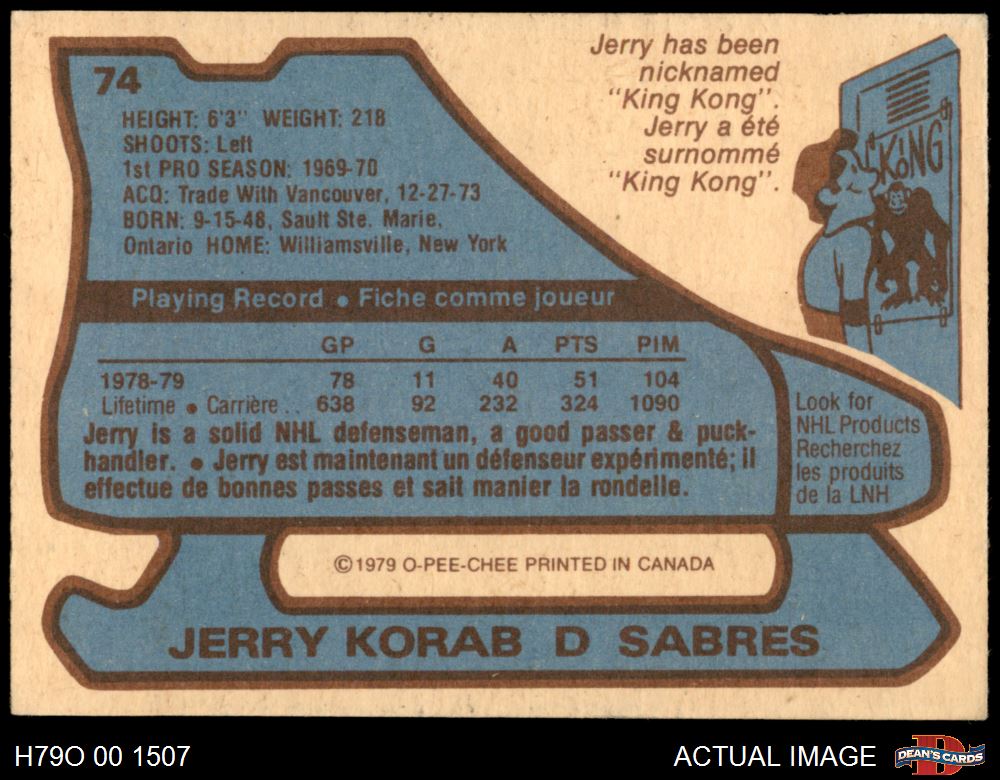 74
HEIGHT: 6'3" WEIGHT: 218
SHOOTS: Left
1st PRO SEASON: 1969-70
ACQ: Trade With Vancouver, 12-27-73
BORN: 9-15-48, Sault Ste. Marie,
Ontario HOME: Williamsville, New York
Jerry has been
nicknamed
"King Kong".
Jerry a été
surnommé
"King Kong".
KONG
Playing Record • Fiche comme joueur
GP G A PTS PIM
1978-79 78 11 40 51 104
Lifetime • Carrière .. 638 92 232 324 1090
Jerry is a solid NHL defenseman, a good passer & puck-
handler. • Jerry est maintenant un défenseur expérimenté; il
effectue de bonnes passes et sait manier la rondelle.
Look for
NHL Products
Recherchez
les produits
de la LNH
©1979 O-PEE-CHEE PRINTED IN CANADA
JERRY KORAB D SABRES
H79O 00 1507
ACTUAL IMAGE
DEAN'S CARDS